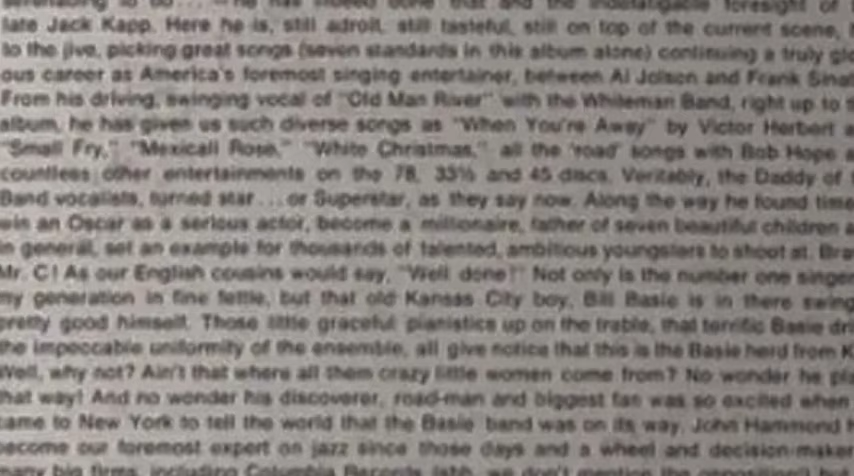 late Jack Kapp. Here he is, still adroit, still tasteful, still on top of the current scene,
to the jive, picking great songs (seven standards in this album alone) continuing a truly
ous career as America's foremost singing entertainer, between Al Jolson and Frank
From his driving, swinging vocal of "Old Man River" with the Whiteman Band, right up to
album, he has given us such diverse songs as "When You're Away" by Victor Herbert
"Small Fry," "Mexicali Rose," "White Christmas," all the 'road' songs with Bob Hope
countless other entertainments on the 78, 33⅓ and 45 discs. Veritably, the Daddy of
Band vocalists, turned star... or Superstar, as they say now. Along the way he found time
win an Oscar as a serious actor, become a millionaire, father of seven beautiful children
in general, set an example for thousands of talented, ambitious youngsters to shoot at.
Mr. C! As our English cousins would say, "Well done!" Not only is the number one singer
my generation in fine fettle, but that old Kansas City boy, Bill Basie is in there
pretty good himself. Those little graceful pianistics up on the treble, that terrific Basie
the impeccable uniformity of the ensemble, all give notice that this is the Basie herd from
Well, why not? Ain't that where all them crazy little women come from? No wonder he
that way! And no wonder his discoverer, road-man and biggest fan was so excited when
came to New York to tell the world that the Basie band was on its way. John Hammond
become our foremost expert on jazz since those days and a wheel and decision-maker
many big firms, including Columbia Records